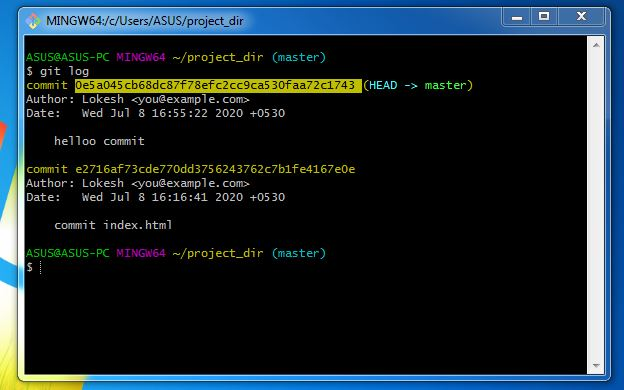 MINGW64:/c/Users/ASUS/project_dir
ASUS@ASUS-PC MINGW64 ~/project_dir (master)
$ git log
commit 0e5a045cb68dc87f78efc2cc9ca530faa72c1743 (HEAD -> master)
Author: Lokesh <you@example.com>
Date:   Wed Jul 8 16:55:22 2020 +0530
    helloo commit
commit e2716af73cde770dd3756243762c7b1fe4167e0e
Author: Lokesh <you@example.com>
Date:   Wed Jul 8 16:16:41 2020 +0530
    commit index.html
ASUS@ASUS-PC MINGW64 ~/project_dir (master)
$